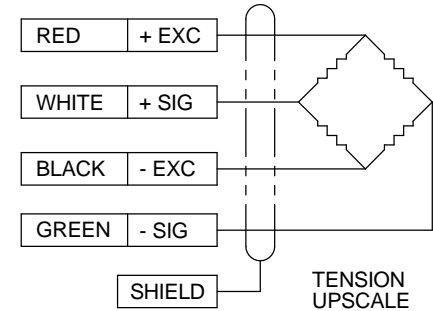 RED + EXC
WHITE + SIG
BLACK - EXC
GREEN - SIG
SHIELD
TENSION
UPSCALE